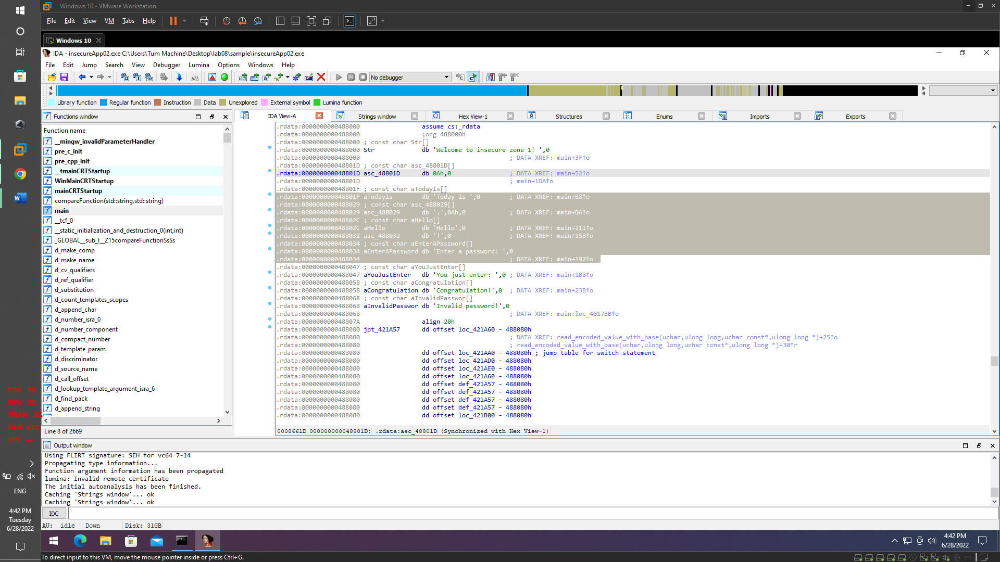 Windows 10 - VMware Workstation
File Edit View VM Tabs Help
Windows 10
IDA - insecureApp02.exe C:\Users\Tum Machine\Desktop\lab08\sample\insecureApp02.exe
File Edit Jump Search View Debugger Lumina Options Windows Help
No debugger
Library function Regular function Instruction Data Unexplored External symbol Lumina function
Functions window
Function name
__mingw_invalidParameterHandler
pre_c_init
pre_cpp_init
__tmainCRTStartup
WinMainCRTStartup
mainCRTStartup
compareFunction(std::string,std::string)
main
__tcf_0
__static_initialization_and_destruction_0(int,int)
_GLOBAL__sub_I__Z15compareFunctionSsSs
d_make_comp
d_make_name
d_cv_qualifiers
d_ref_qualifier
d_substitution
d_count_templates_scopes
d_append_char
d_number_isra_0
d_number_component
d_compact_number
d_template_param
d_discriminator
d_source_name
d_call_offset
d_lookup_template_argument_isra_6
d_find_pack
d_append_string
Line 8 of 2669
IDA View-A Strings window Hex View-1 Structures Enums Imports Exports
.rdata:0000000000488000 assume cs:_rdata
.rdata:0000000000488000 ;org 488000h
.rdata:0000000000488000 ; const char Str[]
.rdata:0000000000488000 Str db 'Welcome to insecure zone 1! ',0
.rdata:0000000000488000 ; DATA XREF: main+3F↑o
.rdata:000000000048801D ; const char asc_48801D[]
.rdata:000000000048801D asc_48801D db 0Ah,0 ; DATA XREF: main+52↑o
.rdata:000000000048801D ; main+1DA↑o
.rdata:000000000048801F ; const char aTodayIs[]
.rdata:000000000048801F aTodayIs db 'Today is ',0 ; DATA XREF: main+B8↑o
.rdata:0000000000488029 ; const char asc_488029[]
.rdata:0000000000488029 asc_488029 db '.',0Ah,0 ; DATA XREF: main+DA↑o
.rdata:000000000048802C ; const char aHello[]
.rdata:000000000048802C aHello db 'Hello',0 ; DATA XREF: main+111↑o
.rdata:0000000000488032 asc_488032 db '!',0 ; DATA XREF: main+15B↑o
.rdata:0000000000488034 ; const char aEnterAPassword[]
.rdata:0000000000488034 aEnterAPassword db 'Enter a password: ',0
.rdata:0000000000488034 ; DATA XREF: main+192↑o
.rdata:0000000000488047 ; const char aYouJustEnter[]
.rdata:0000000000488047 aYouJustEnter db 'You just enter: ',0 ; DATA XREF: main+1B8↑o
.rdata:0000000000488058 ; const char aCongratulation[]
.rdata:0000000000488058 aCongratulation db 'Congratulation!',0 ; DATA XREF: main+23B↑o
.rdata:0000000000488068 ; const char aInvalidPasswor[]
.rdata:0000000000488068 aInvalidPasswor db 'Invalid password!',0
.rdata:0000000000488068 ; DATA XREF: main:loc_4017BB↑o
.rdata:000000000048807A align 20h
.rdata:0000000000488080 jpt_421A57 dd offset loc_421A60 - 488080h
.rdata:0000000000488080 ; DATA XREF: read_encoded_value_with_base(uchar,ulong long,uchar const*,ulong long *)+25↑o
.rdata:0000000000488080 ; read_encoded_value_with_base(uchar,ulong long,uchar const*,ulong long *)+30↑r
.rdata:0000000000488080 dd offset loc_421AA0 - 488080h ; jump table for switch statement
.rdata:0000000000488080 dd offset loc_421AD0 - 488080h
.rdata:0000000000488080 dd offset loc_421AE0 - 488080h
.rdata:0000000000488080 dd offset loc_421A60 - 488080h
.rdata:0000000000488080 dd offset def_421A57 - 488080h
.rdata:0000000000488080 dd offset def_421A57 - 488080h
.rdata:0000000000488080 dd offset def_421A57 - 488080h
.rdata:0000000000488080 dd offset def_421A57 - 488080h
.rdata:0000000000488080 dd offset loc_421B00 - 488080h
0008661D 000000000048801D: .rdata:asc_48801D (Synchronized with Hex View-1)
Output window
Using FLIRT signature: SEH for vc64 7-14
Propagating type information...
Function argument information has been propagated
lumina: Invalid remote certificate
The initial autoanalysis has been finished.
Caching 'Strings window'... ok
Caching 'Strings window'... ok
IDC
AU: idle Down Disk: 31GB
4:42 PM
6/28/2022
To direct input to this VM, move the mouse pointer inside or press Ctrl+G.
CPU 9%
GPU 3%
VRAM 8%
RAM 62%
FPS --
ENG
4:42 PM
Tuesday
6/28/2022